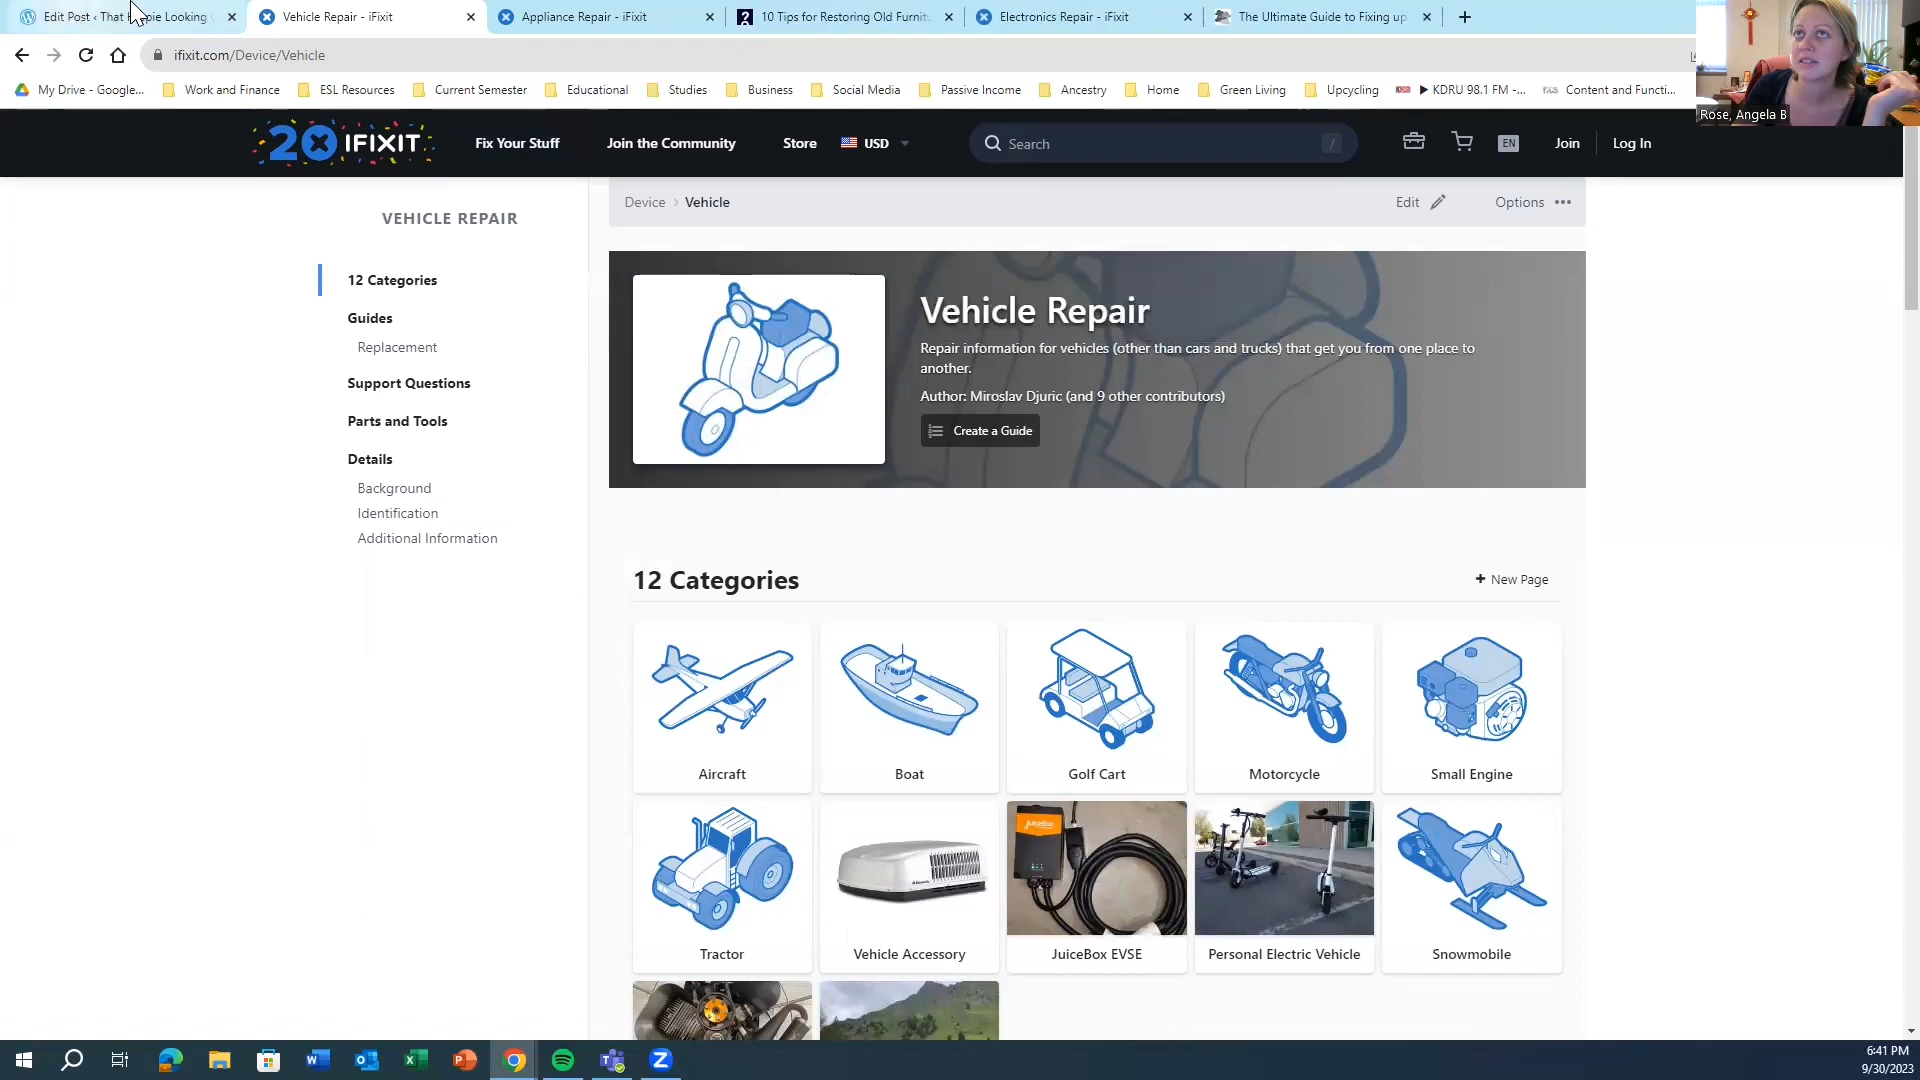 Edit Post ‹ That H pie Looking
Vehicle Repair - iFixit
Appliance Repair - iFixit
10 Tips for Restoring Old Furnitu
Electronics Repair - iFixit
The Ultimate Guide to Fixing up
ifixit.com/Device/Vehicle
My Drive - Google...
Work and Finance
ESL Resources
Current Semester
Educational
Studies
Business
Social Media
Passive Income
Ancestry
Home
Green Living
Upcycling
▶ KDRU 98.1 FM -...
Content and Functi...
Rose, Angela B
20 IFIXIT
Fix Your Stuff
Join the Community
Store
USD
Search
/
EN
Join
Log In
VEHICLE REPAIR
12 Categories
Guides
Replacement
Support Questions
Parts and Tools
Details
Background
Identification
Additional Information
Device > Vehicle
Edit
Options
Vehicle Repair
Repair information for vehicles (other than cars and trucks) that get you from one place to
another.
Author: Miroslav Djuric (and 9 other contributors)
Create a Guide
12 Categories
+ New Page
Aircraft
Boat
Golf Cart
Motorcycle
Small Engine
JuiceBox
Tractor
Vehicle Accessory
JuiceBox EVSE
Personal Electric Vehicle
Snowmobile
6:41 PM
9/30/2023